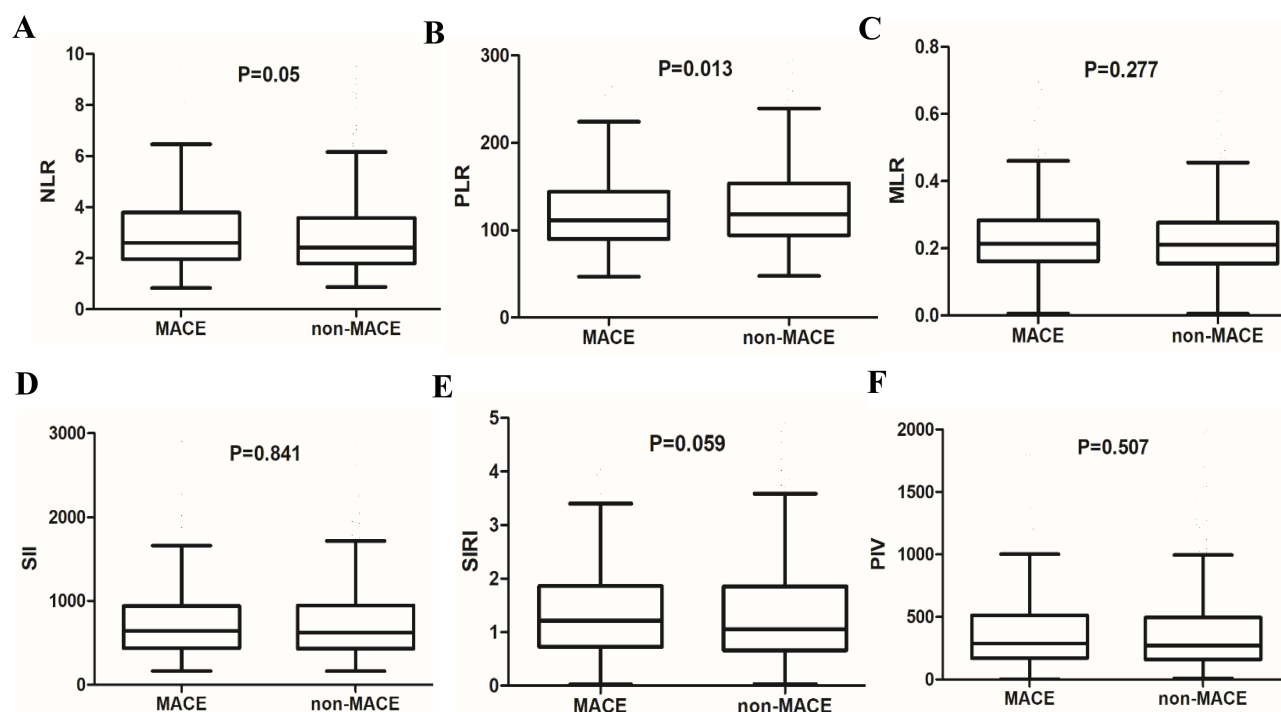 A
B
C
P=0.05
P=0.013
P=0.277
NLR
10
8
6
4
2
0
MACE
non-MACE
PLR
300
200
100
0
MACE
non-MACE
MLR
0.8
0.6
0.4
0.2
0.0
MACE
non-MACE
D
E
F
P=0.841
P=0.059
P=0.507
SII
3000
2000
1000
0
MACE
non-MACE
SIRI
5
4
3
2
1
0
MACE
non-MACE
PIV
2000
1500
1000
500
0
MACE
non-MACE